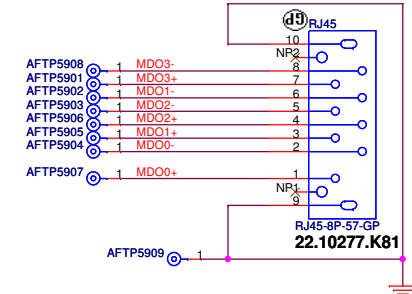 GP
RJ45
10
NP2
AFTP5908 1 MDO3- 8
AFTP5901 1 MDO3+ 7
AFTP5902 1 MDO1- 6
AFTP5903 1 MDO2- 5
AFTP5906 1 MDO2+ 4
AFTP5905 1 MDO1+ 3
AFTP5904 1 MDO0- 2
AFTP5907 1 MDO0+ 1
NP1
9
RJ45-8P-57-GP
22.10277.K81
AFTP5909 1